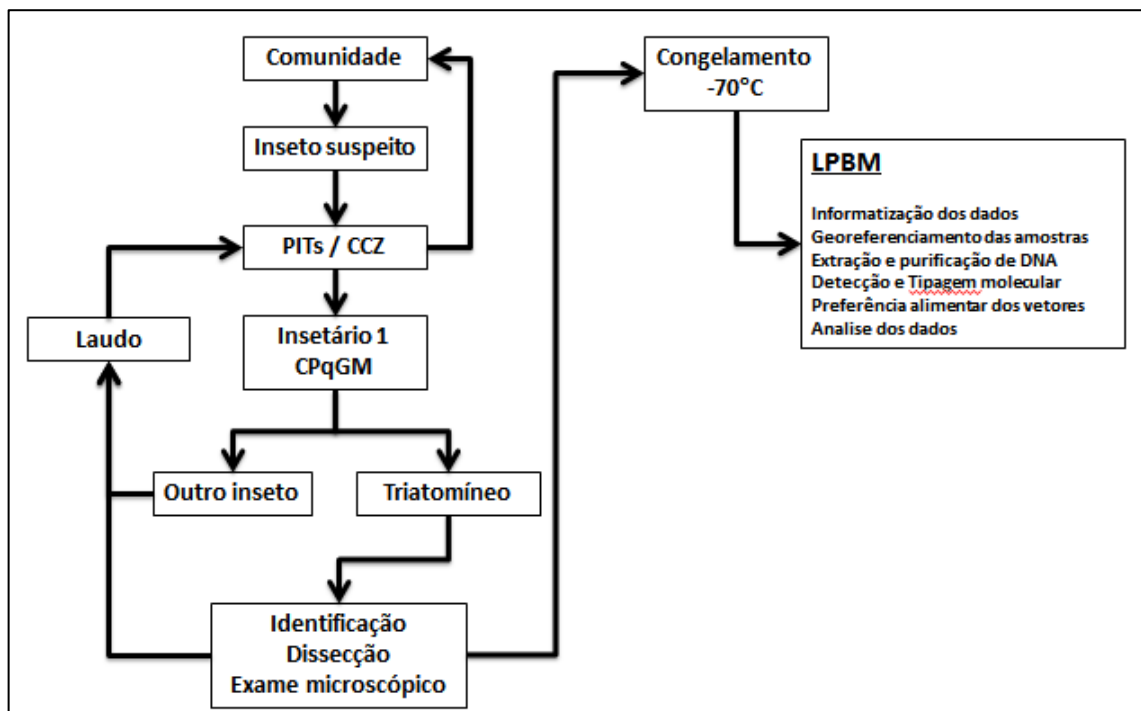 Comunidade
Inseto suspeito
PITs / CCZ
Insetário 1
CPqGM
Laudo
Outro inseto
Triatomíneo
Identificação
Dissecção
Exame microscópico
Congelamento
-70°C
LPBM
Informatização dos dados
Georeferenciamento das amostras
Extração e purificação de DNA
Detecção e Tipagem molecular
Preferência alimentar dos vetores
Analise dos dados